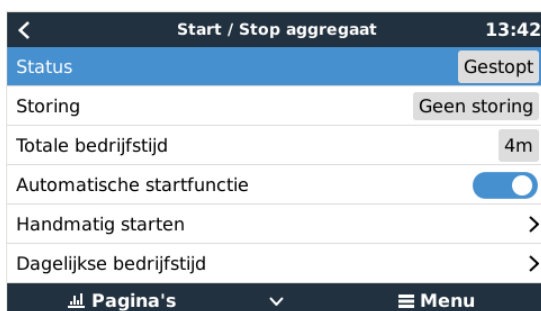 Start / Stop aggregaat 13:42
Status Gestopt
Storing Geen storing
Totale bedrijfstijd 4m
Automatische startfunctie
Handmatig starten
Dagelijkse bedrijfstijd
Pagina's Menu